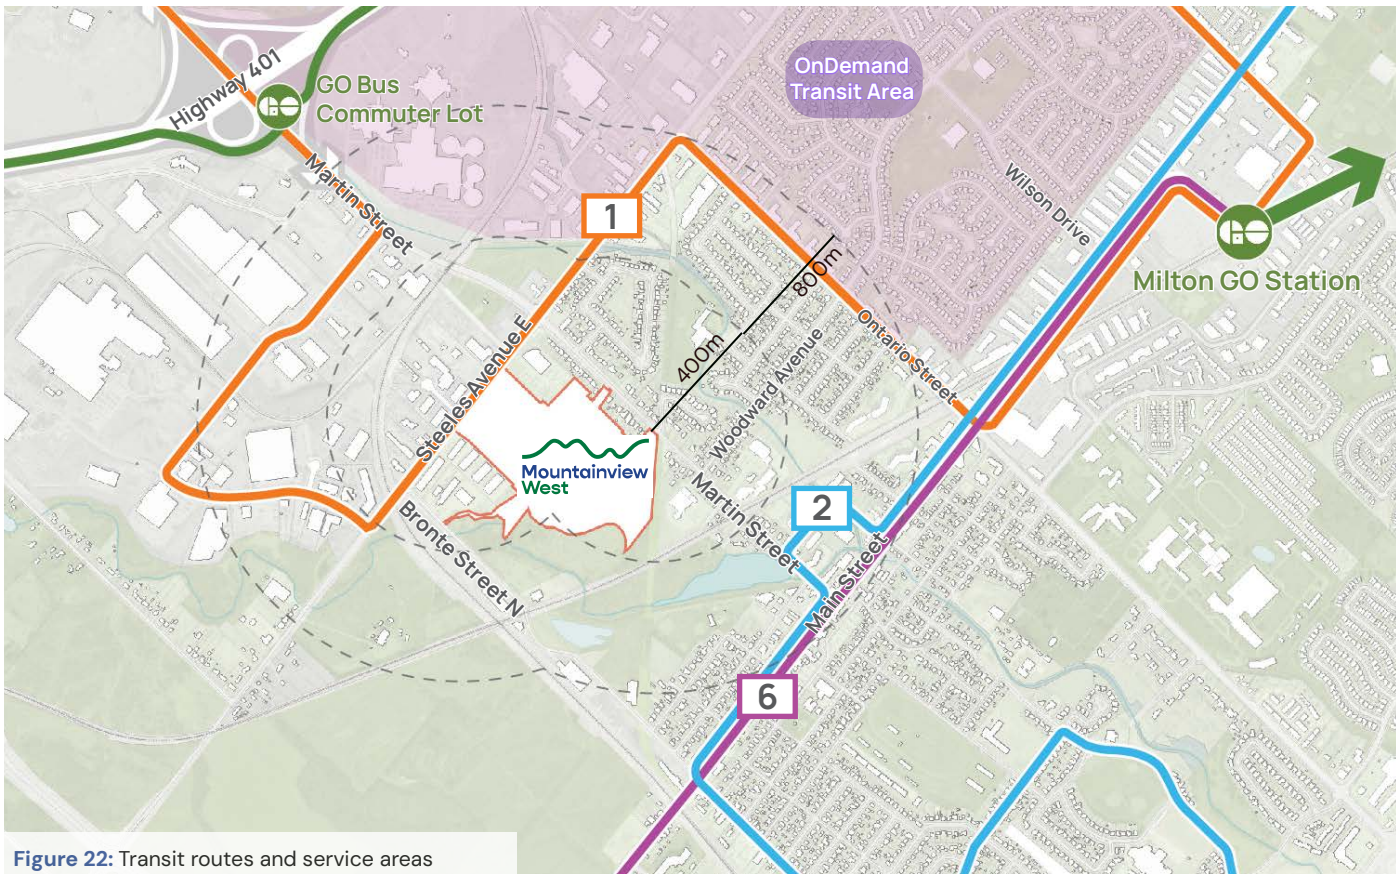 OnDemand
Transit Area
Highway 401
GO Bus
Commuter Lot
Martin Street
Wilson Drive
1
Milton GO Station
800m
400m
Ontario Street
Steeles Avenue E
Woodward Avenue
Mountainview
West
Martin Street
2
Bronte Street N
Main Street
6
Figure 22: Transit routes and service areas